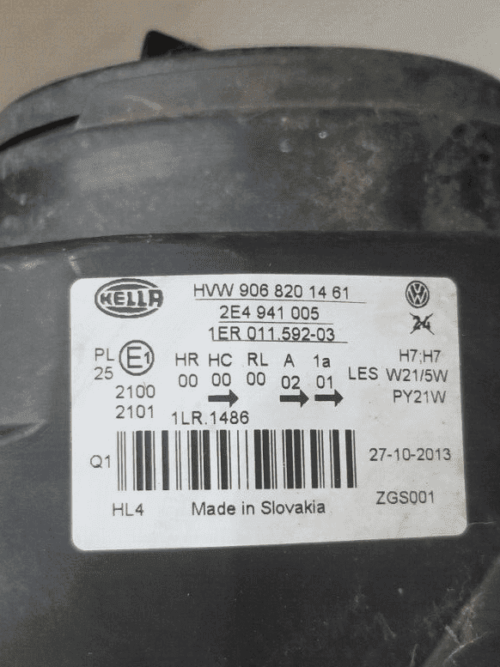 HELLA
HVW 906 820 14 61
2E4 941 005
1ER 011.592-03
PL E1 HR HC RL A 1a H7;H7
25 00 00 00 02 01 LES W21/5W
2100 PY21W
2101 1LR.1486
Q1 27-10-2013
HL4 Made in Slovakia ZGS001